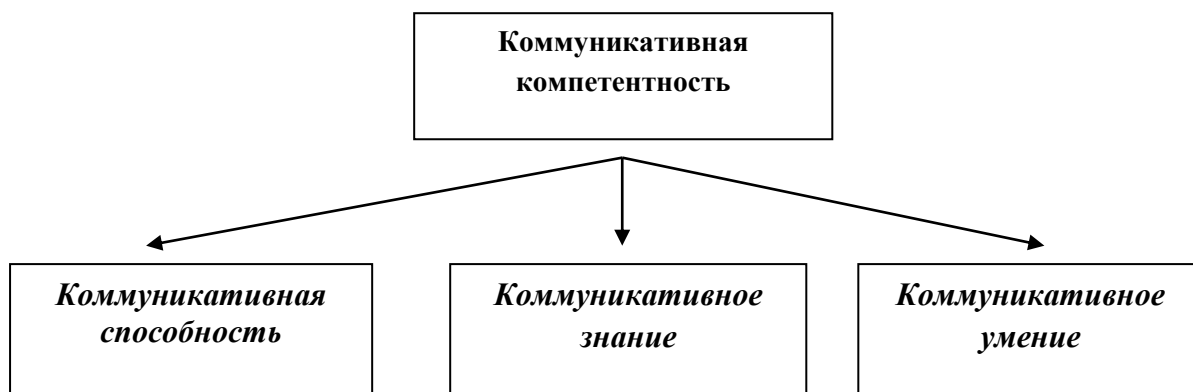 Коммуникативная
компетентность
Коммуникативная
способность
Коммуникативное
знание
Коммуникативное
умение